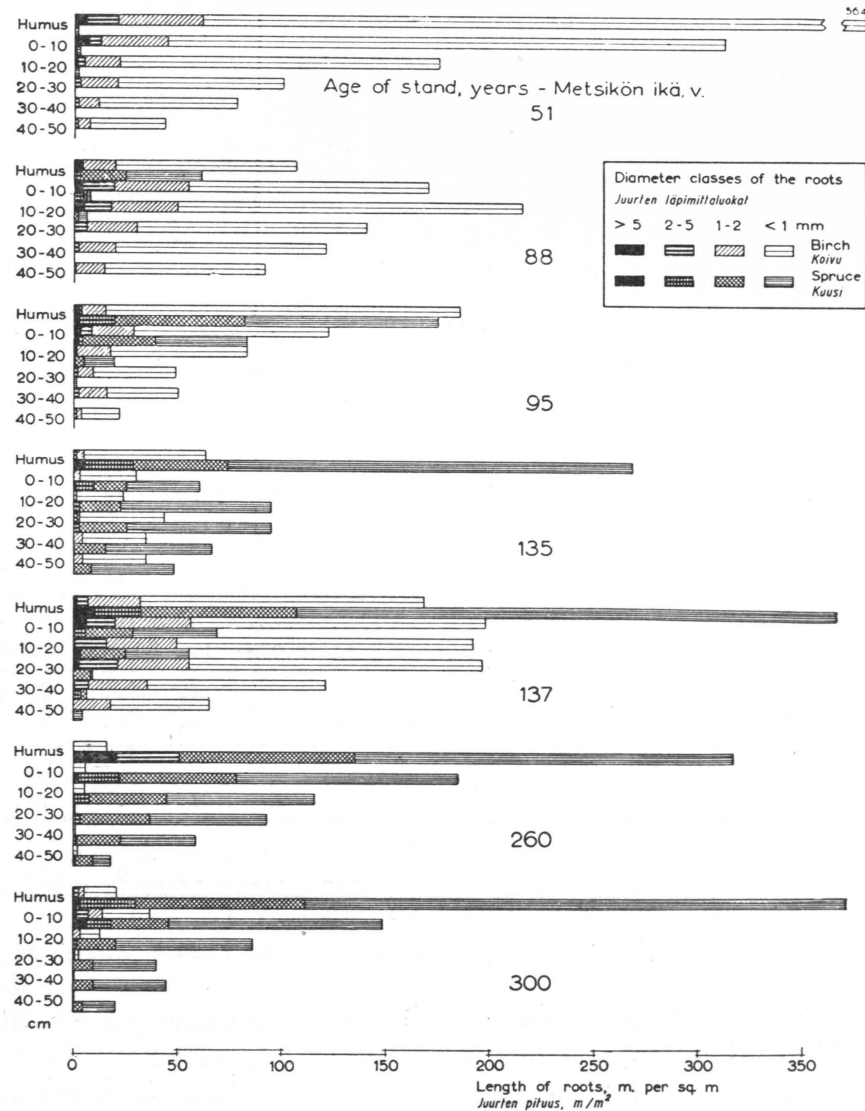 56.4
Humus
0-10
10-20
20-30
30-40
40-50
Age of stand, years - Metsikön ikä, v.
51
Humus
0-10
10-20
20-30
30-40
40-50
88
Diameter classes of the roots
Juurten läpimittaluokat
> 5 2-5 1-2 < 1 mm
Birch
Koivu
Spruce
Kuusi
Humus
0-10
10-20
20-30
30-40
40-50
95
Humus
0-10
10-20
20-30
30-40
40-50
135
Humus
0-10
10-20
20-30
30-40
40-50
137
Humus
0-10
10-20
20-30
30-40
40-50
260
Humus
0-10
10-20
20-30
30-40
40-50
cm
300
0 50 100 150 200 250 300 350
Length of roots, m. per sq. m
Juurten pituus, m/m²